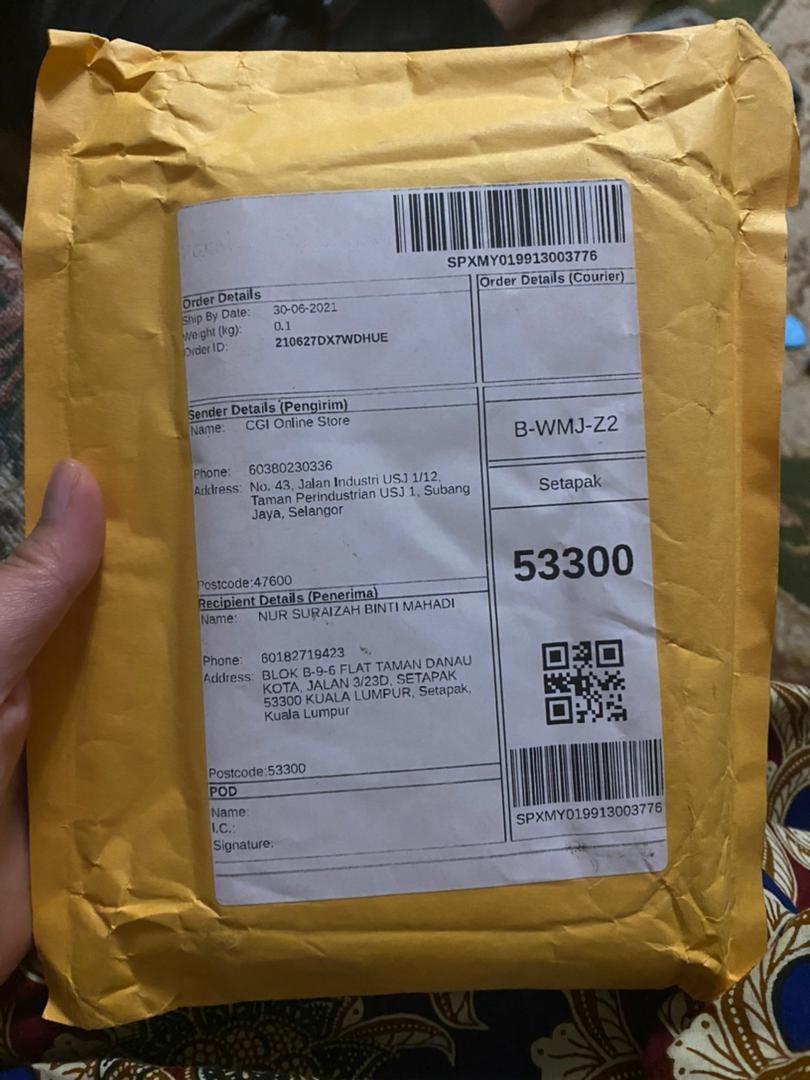 SPXMY019913003776
Order Details
Ship By Date: 30-06-2021
Weight (kg): 0.1
Order ID: 210627DX7WDHUE
Order Details (Courier)
Sender Details (Pengirim)
Name: CGI Online Store
Phone: 60380230336
Address: No. 43, Jalan Industri USJ 1/12,
Taman Perindustrian USJ 1, Subang
Jaya, Selangor
Postcode:47600
B-WMJ-Z2
Setapak
53300
Recipient Details (Penerima)
Name: NUR SURAIZAH BINTI MAHADI
Phone: 60182719423
Address: BLOK B-9-6 FLAT TAMAN DANAU
KOTA, JALAN 3/23D, SETAPAK
53300 KUALA LUMPUR, Setapak,
Kuala Lumpur
Postcode:53300
POD
Name:
I.C.:
Signature:
SPXMY019913003776